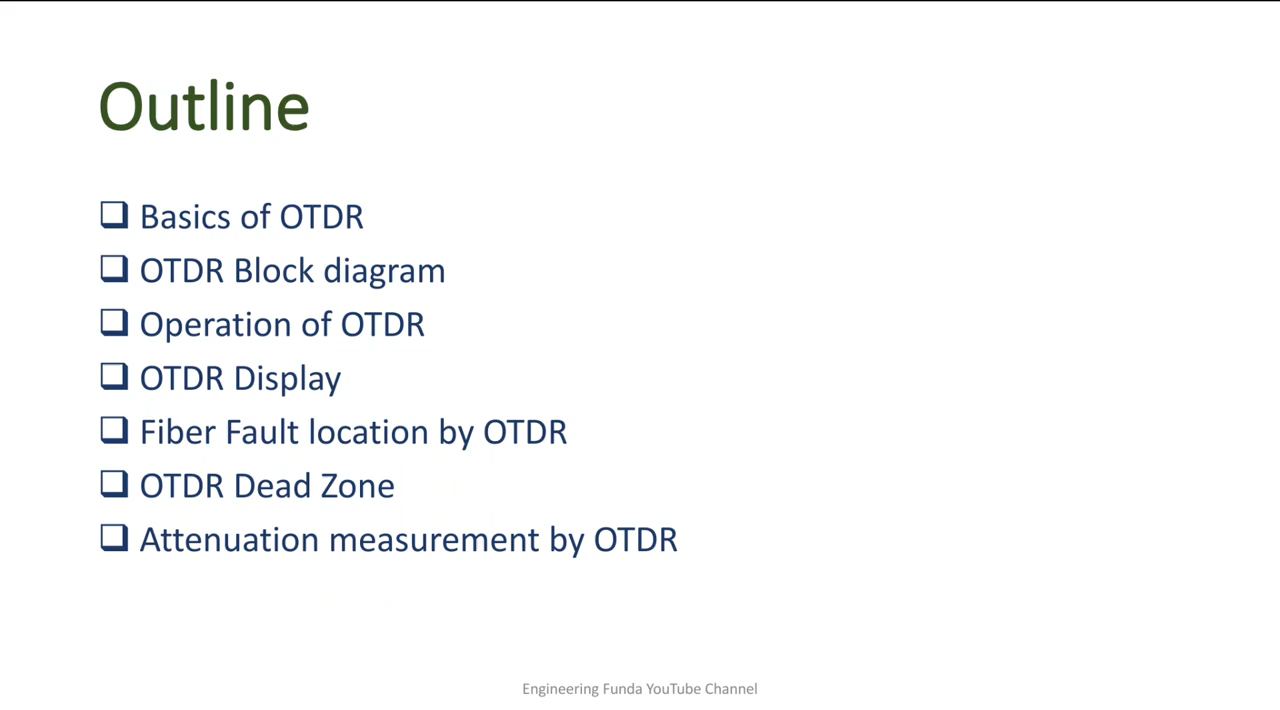 Outline
Basics of OTDR
OTDR Block diagram
Operation of OTDR
OTDR Display
Fiber Fault location by OTDR
OTDR Dead Zone
Attenuation measurement by OTDR
Engineering Funda YouTube Channel